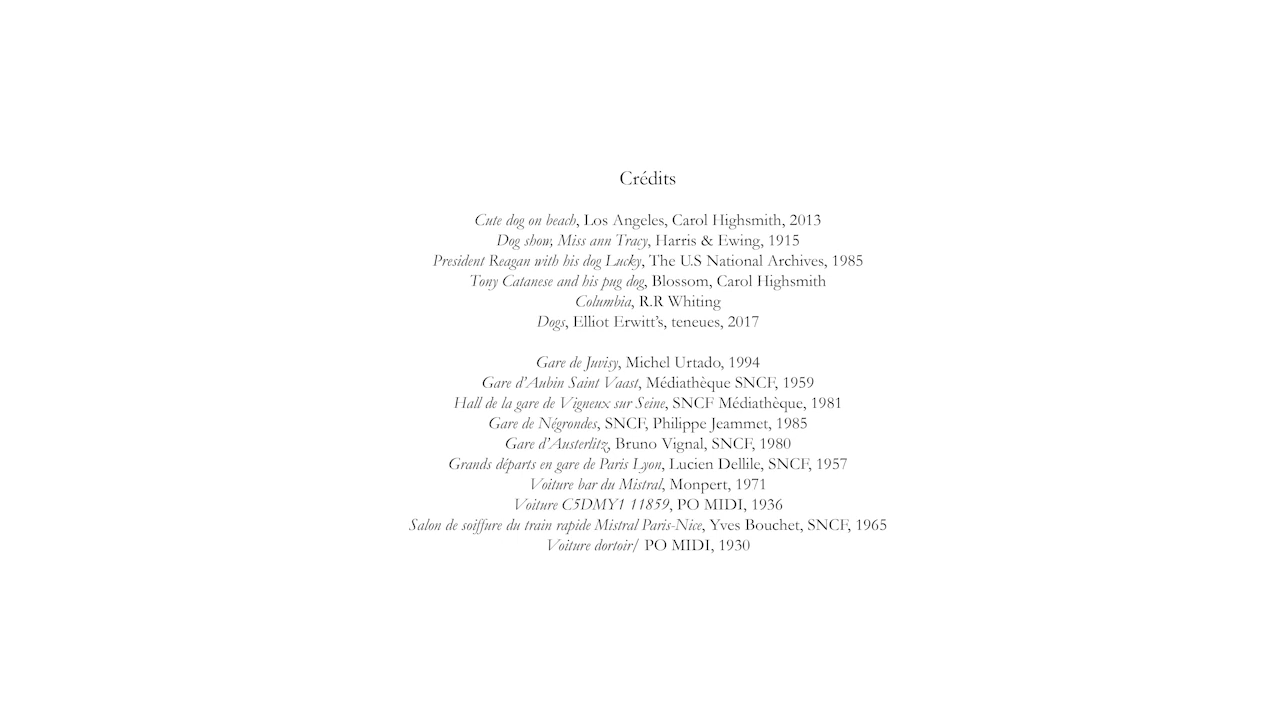 Crédits
Cute dog on beach, Los Angeles, Carol Highsmith, 2013
Dog show, Miss ann Tracy, Harris & Ewing, 1915
President Reagan with his dog Lucky, The U.S National Archives, 1985
Tony Catanese and his pug dog, Blossom, Carol Highsmith
Columbia, R.R Whiting
Dogs, Elliot Erwitt’s, teneues, 2017
Gare de Juvisy, Michel Urtado, 1994
Gare d’Aubin Saint Vaast, Médiathèque SNCF, 1959
Hall de la gare de Vigneux sur Seine, SNCF Médiathèque, 1981
Gare de Négrondes, SNCF, Philippe Jeammet, 1985
Gare d’Austerlitz, Bruno Vignal, SNCF, 1980
Grands départs en gare de Paris Lyon, Lucien Dellile, SNCF, 1957
Voiture bar du Mistral, Monpert, 1971
Voiture C5DMY1 11859, PO MIDI, 1936
Salon de soiffure du train rapide Mistral Paris-Nice, Yves Bouchet, SNCF, 1965
Voiture dortoir/ PO MIDI, 1930